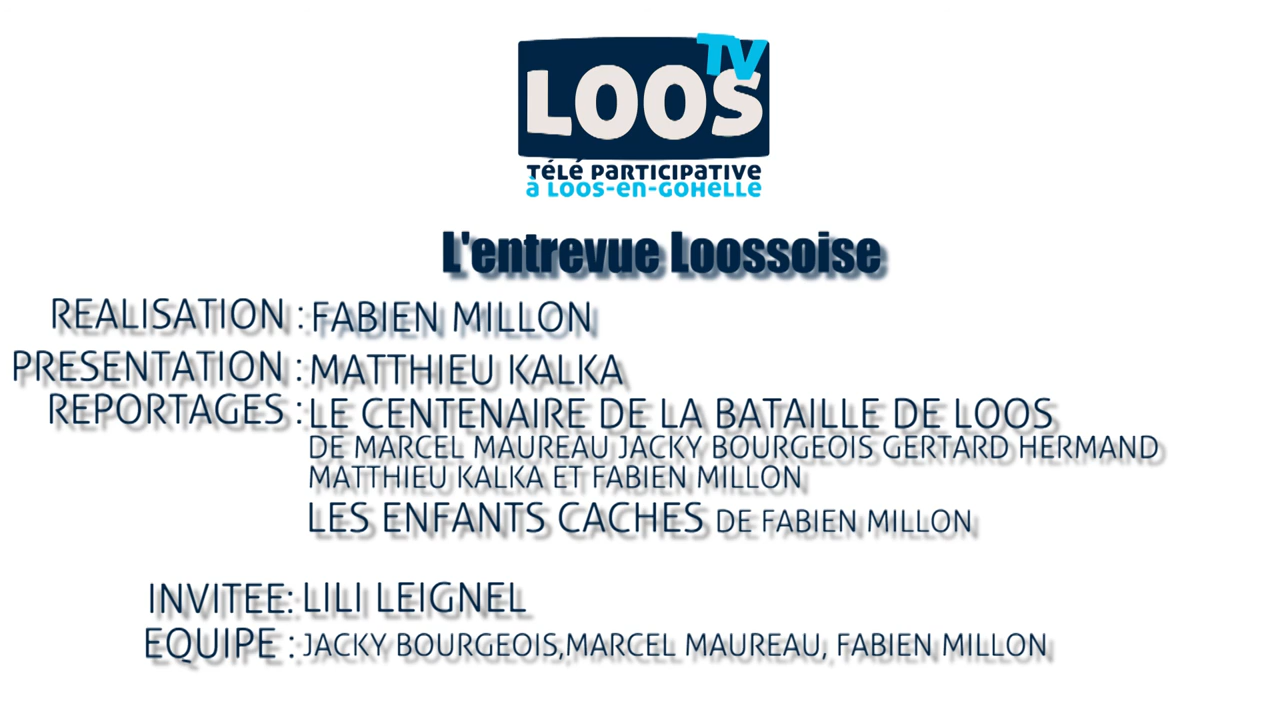 LOOS TV
Télé participative
à Loos-en-Gohelle
L'entrevue Loossoise
REALISATION : FABIEN MILLON
PRESENTATION : MATTHIEU KALKA
REPORTAGES : LE CENTENAIRE DE LA BATAILLE DE LOOS
DE MARCEL MAUREAU JACKY BOURGEOIS GERTARD HERMAND
MATTHIEU KALKA ET FABIEN MILLON
LES ENFANTS CACHES DE FABIEN MILLON
INVITEE: LILI LEIGNEL
EQUIPE : JACKY BOURGEOIS,MARCEL MAUREAU, FABIEN MILLON